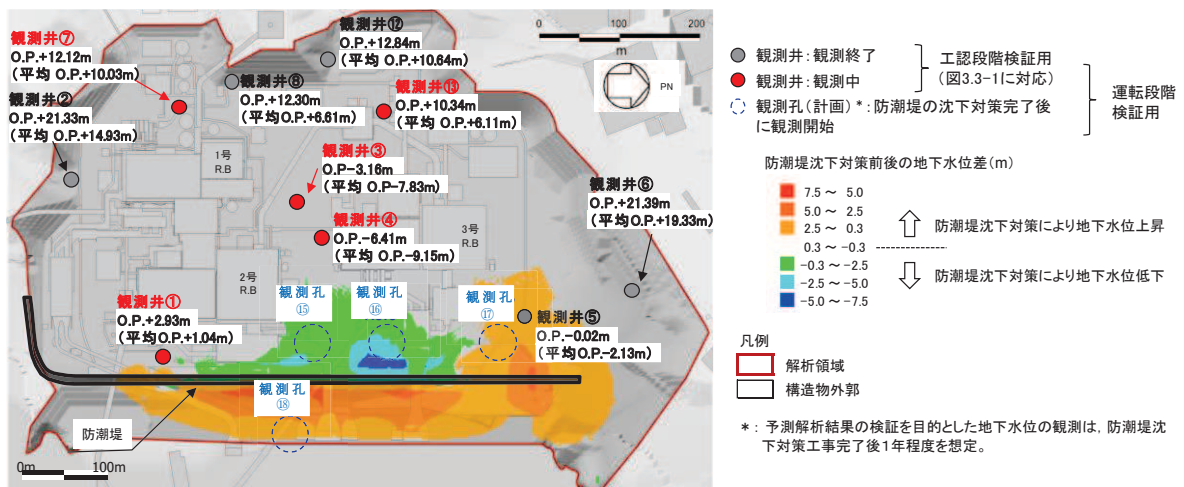 観測井⑦
O.P.+12.12m
(平均 O.P.+10.03m)
観測井②
O.P.+21.33m
(平均 O.P.+14.93m)
観測井⑫
O.P.+12.84m
(平均 O.P.+10.64m)
観測井⑧
O.P.+12.30m
(平均O.P.+6.61m)
観測井⑪
O.P.+10.34m
(平均O.P.+6.11m)
0 100 200
m
PN
1号
R.B
観測井③
O.P-3.16m
(平均 O.P-7.83m)
観測井④
O.P.-6.41m
(平均 O.P-9.15m)
3号
R.B
観測井⑥
O.P.+21.39m
(平均O.P.+19.33m)
2号
R.B
観測井①
O.P.+2.93m
(平均O.P.+1.04m)
観測孔
⑮
観測孔
⑯
観測孔
⑰
観測井⑤
O.P.-0.02m
(平均O.P.-2.13m)
観測孔
⑱
防潮堤
0m 100m
観測井:観測終了
観測井:観測中
工認段階検証用
(図3.3-1に対応)
観測孔(計画)*:防潮堤の沈下対策完了後
に観測開始
運転段階
検証用
防潮堤沈下対策前後の地下水位差(m)
7.5 ~ 5.0
5.0 ~ 2.5
2.5 ~ 0.3
0.3 ~ -0.3
-0.3 ~ -2.5
-2.5 ~ -5.0
-5.0 ~ -7.5
防潮堤沈下対策により地下水位上昇
防潮堤沈下対策により地下水位低下
凡例
解析領域
構造物外郭
*: 予測解析結果の検証を目的とした地下水位の観測は,防潮堤沈
下対策工事完了後1年程度を想定。